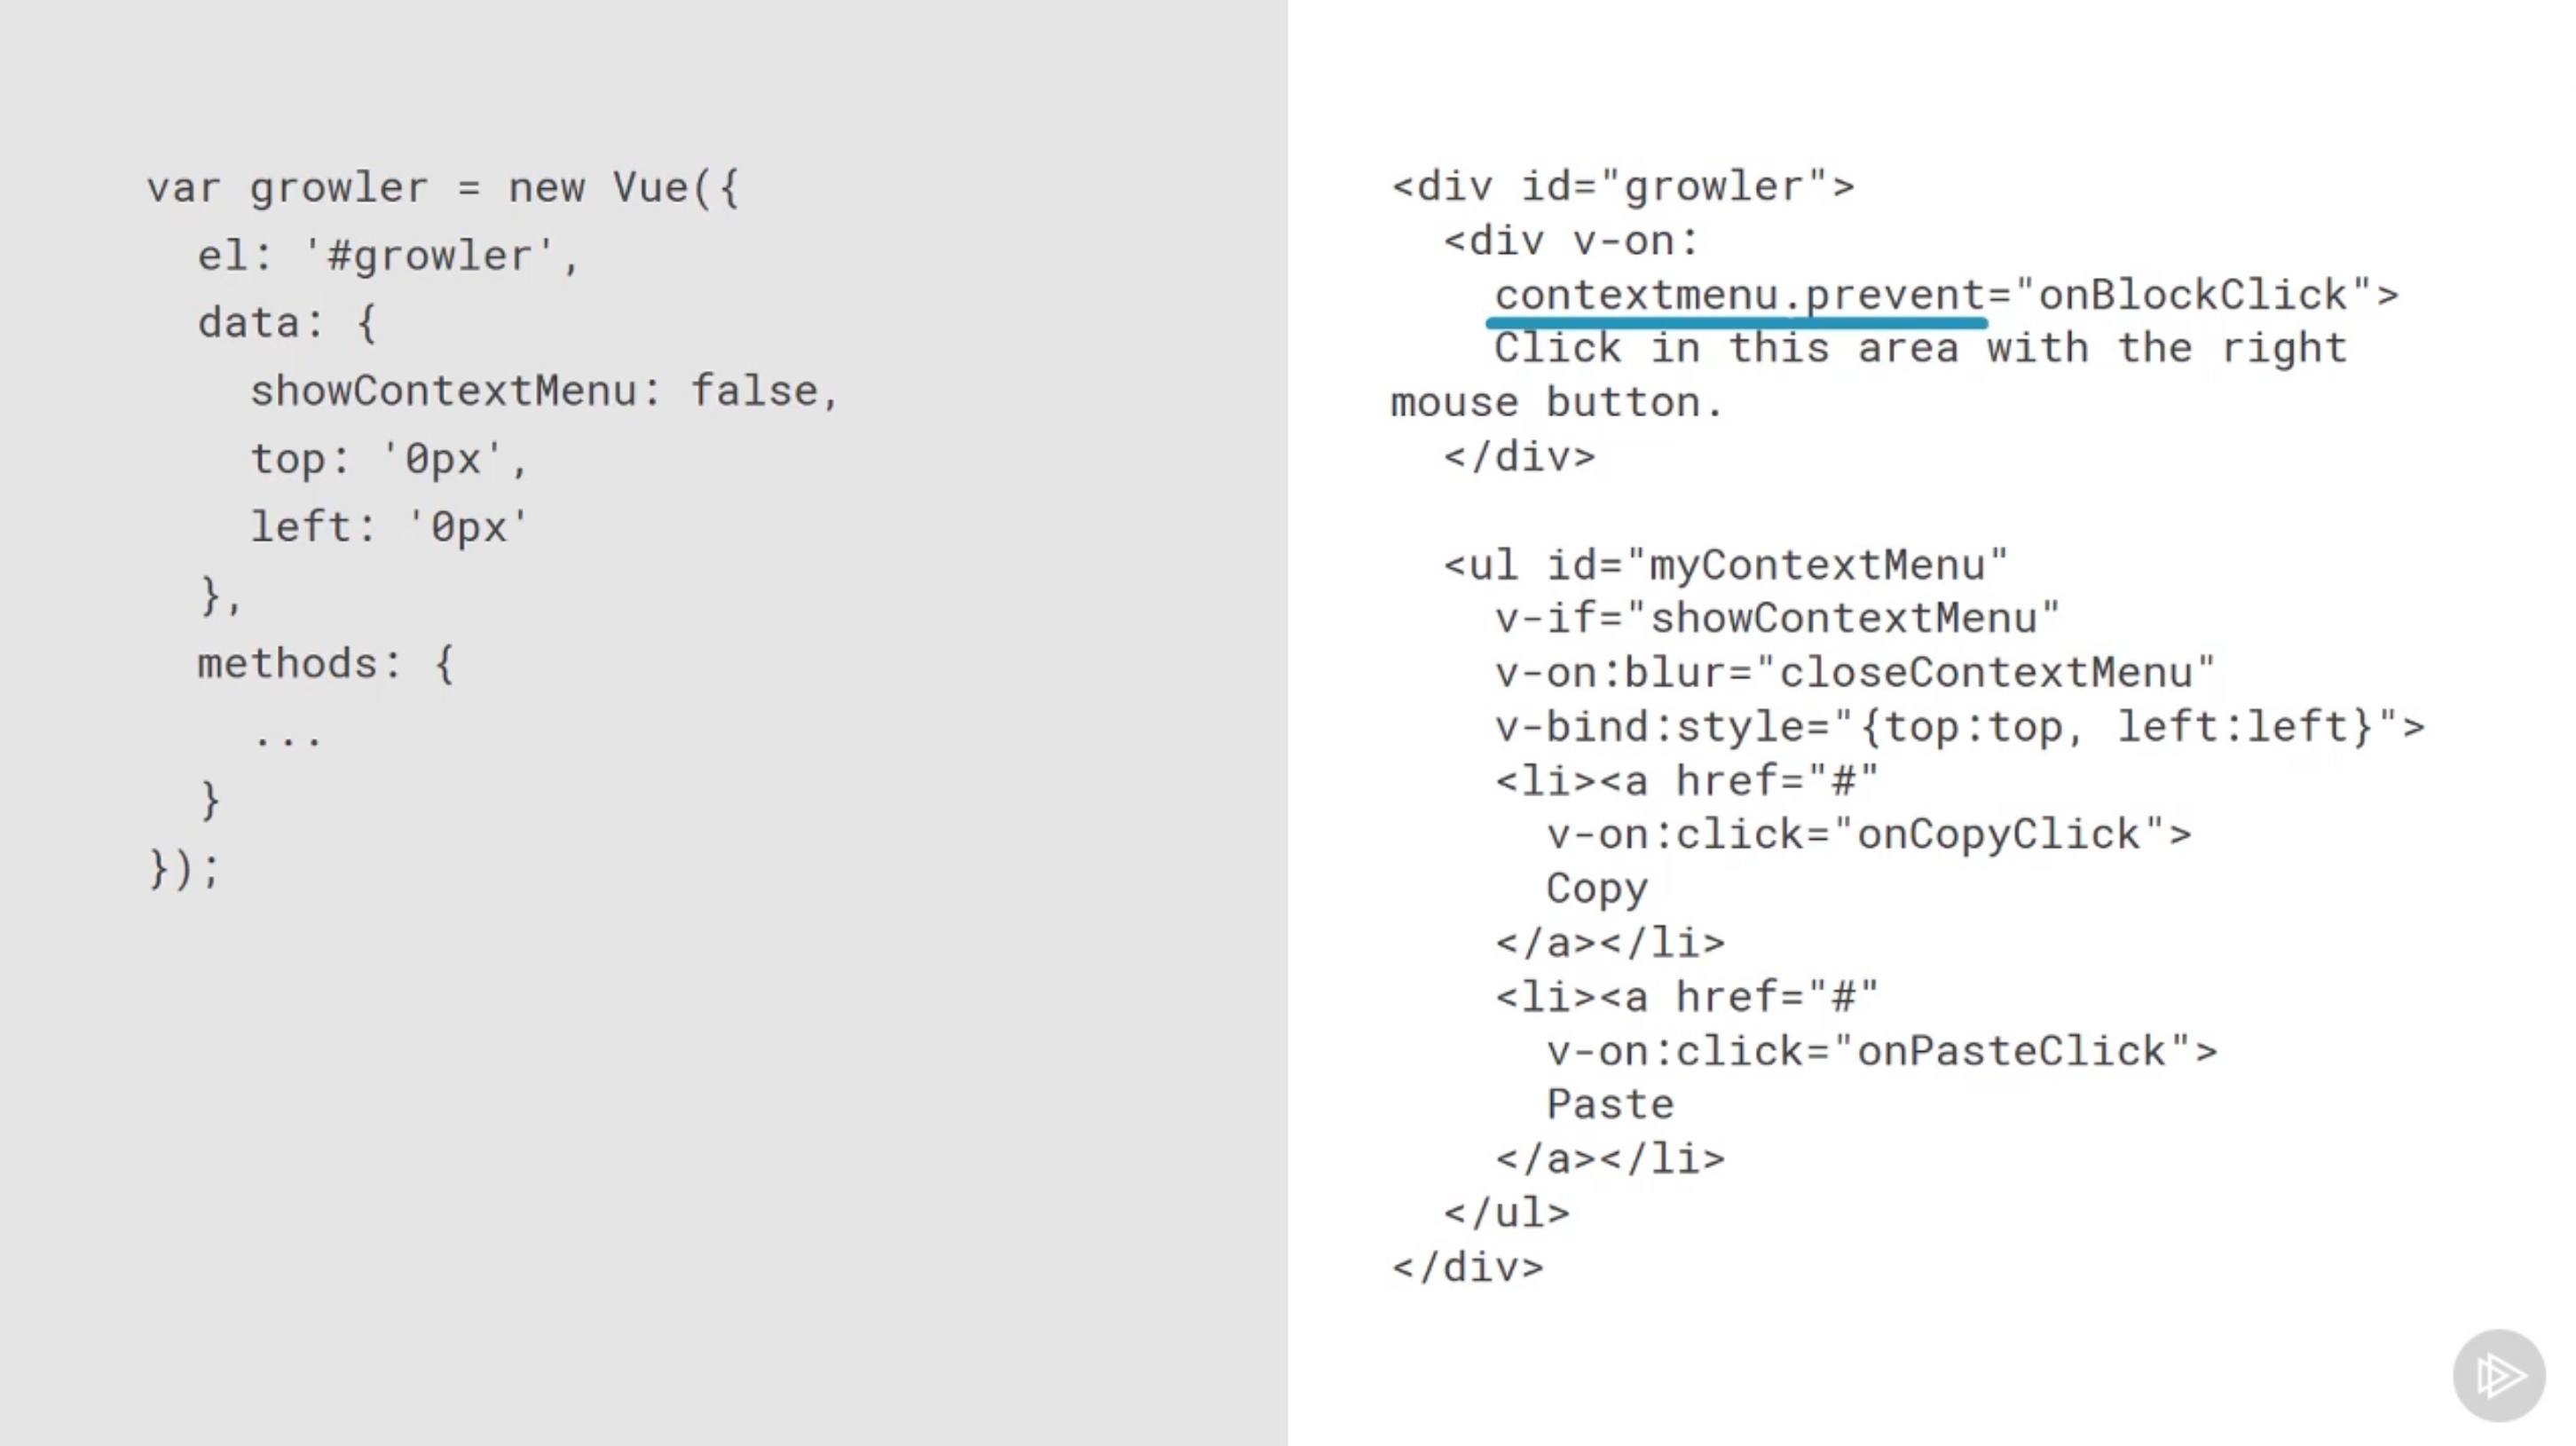 var growler = new Vue({
  el: '#growler',
  data: {
    showContextMenu: false,
    top: '0px',
    left: '0px'
  },
  methods: {
    ...
  }
});
<div id="growler">
  <div v-on:
    contextmenu.prevent="onBlockClick">
    Click in this area with the right
mouse button.
  </div>

  <ul id="myContextMenu"
    v-if="showContextMenu"
    v-on:blur="closeContextMenu"
    v-bind:style="{top:top, left:left}">
    <li><a href="#"
      v-on:click="onCopyClick">
      Copy
    </a></li>
    <li><a href="#"
      v-on:click="onPasteClick">
      Paste
    </a></li>
  </ul>
</div>